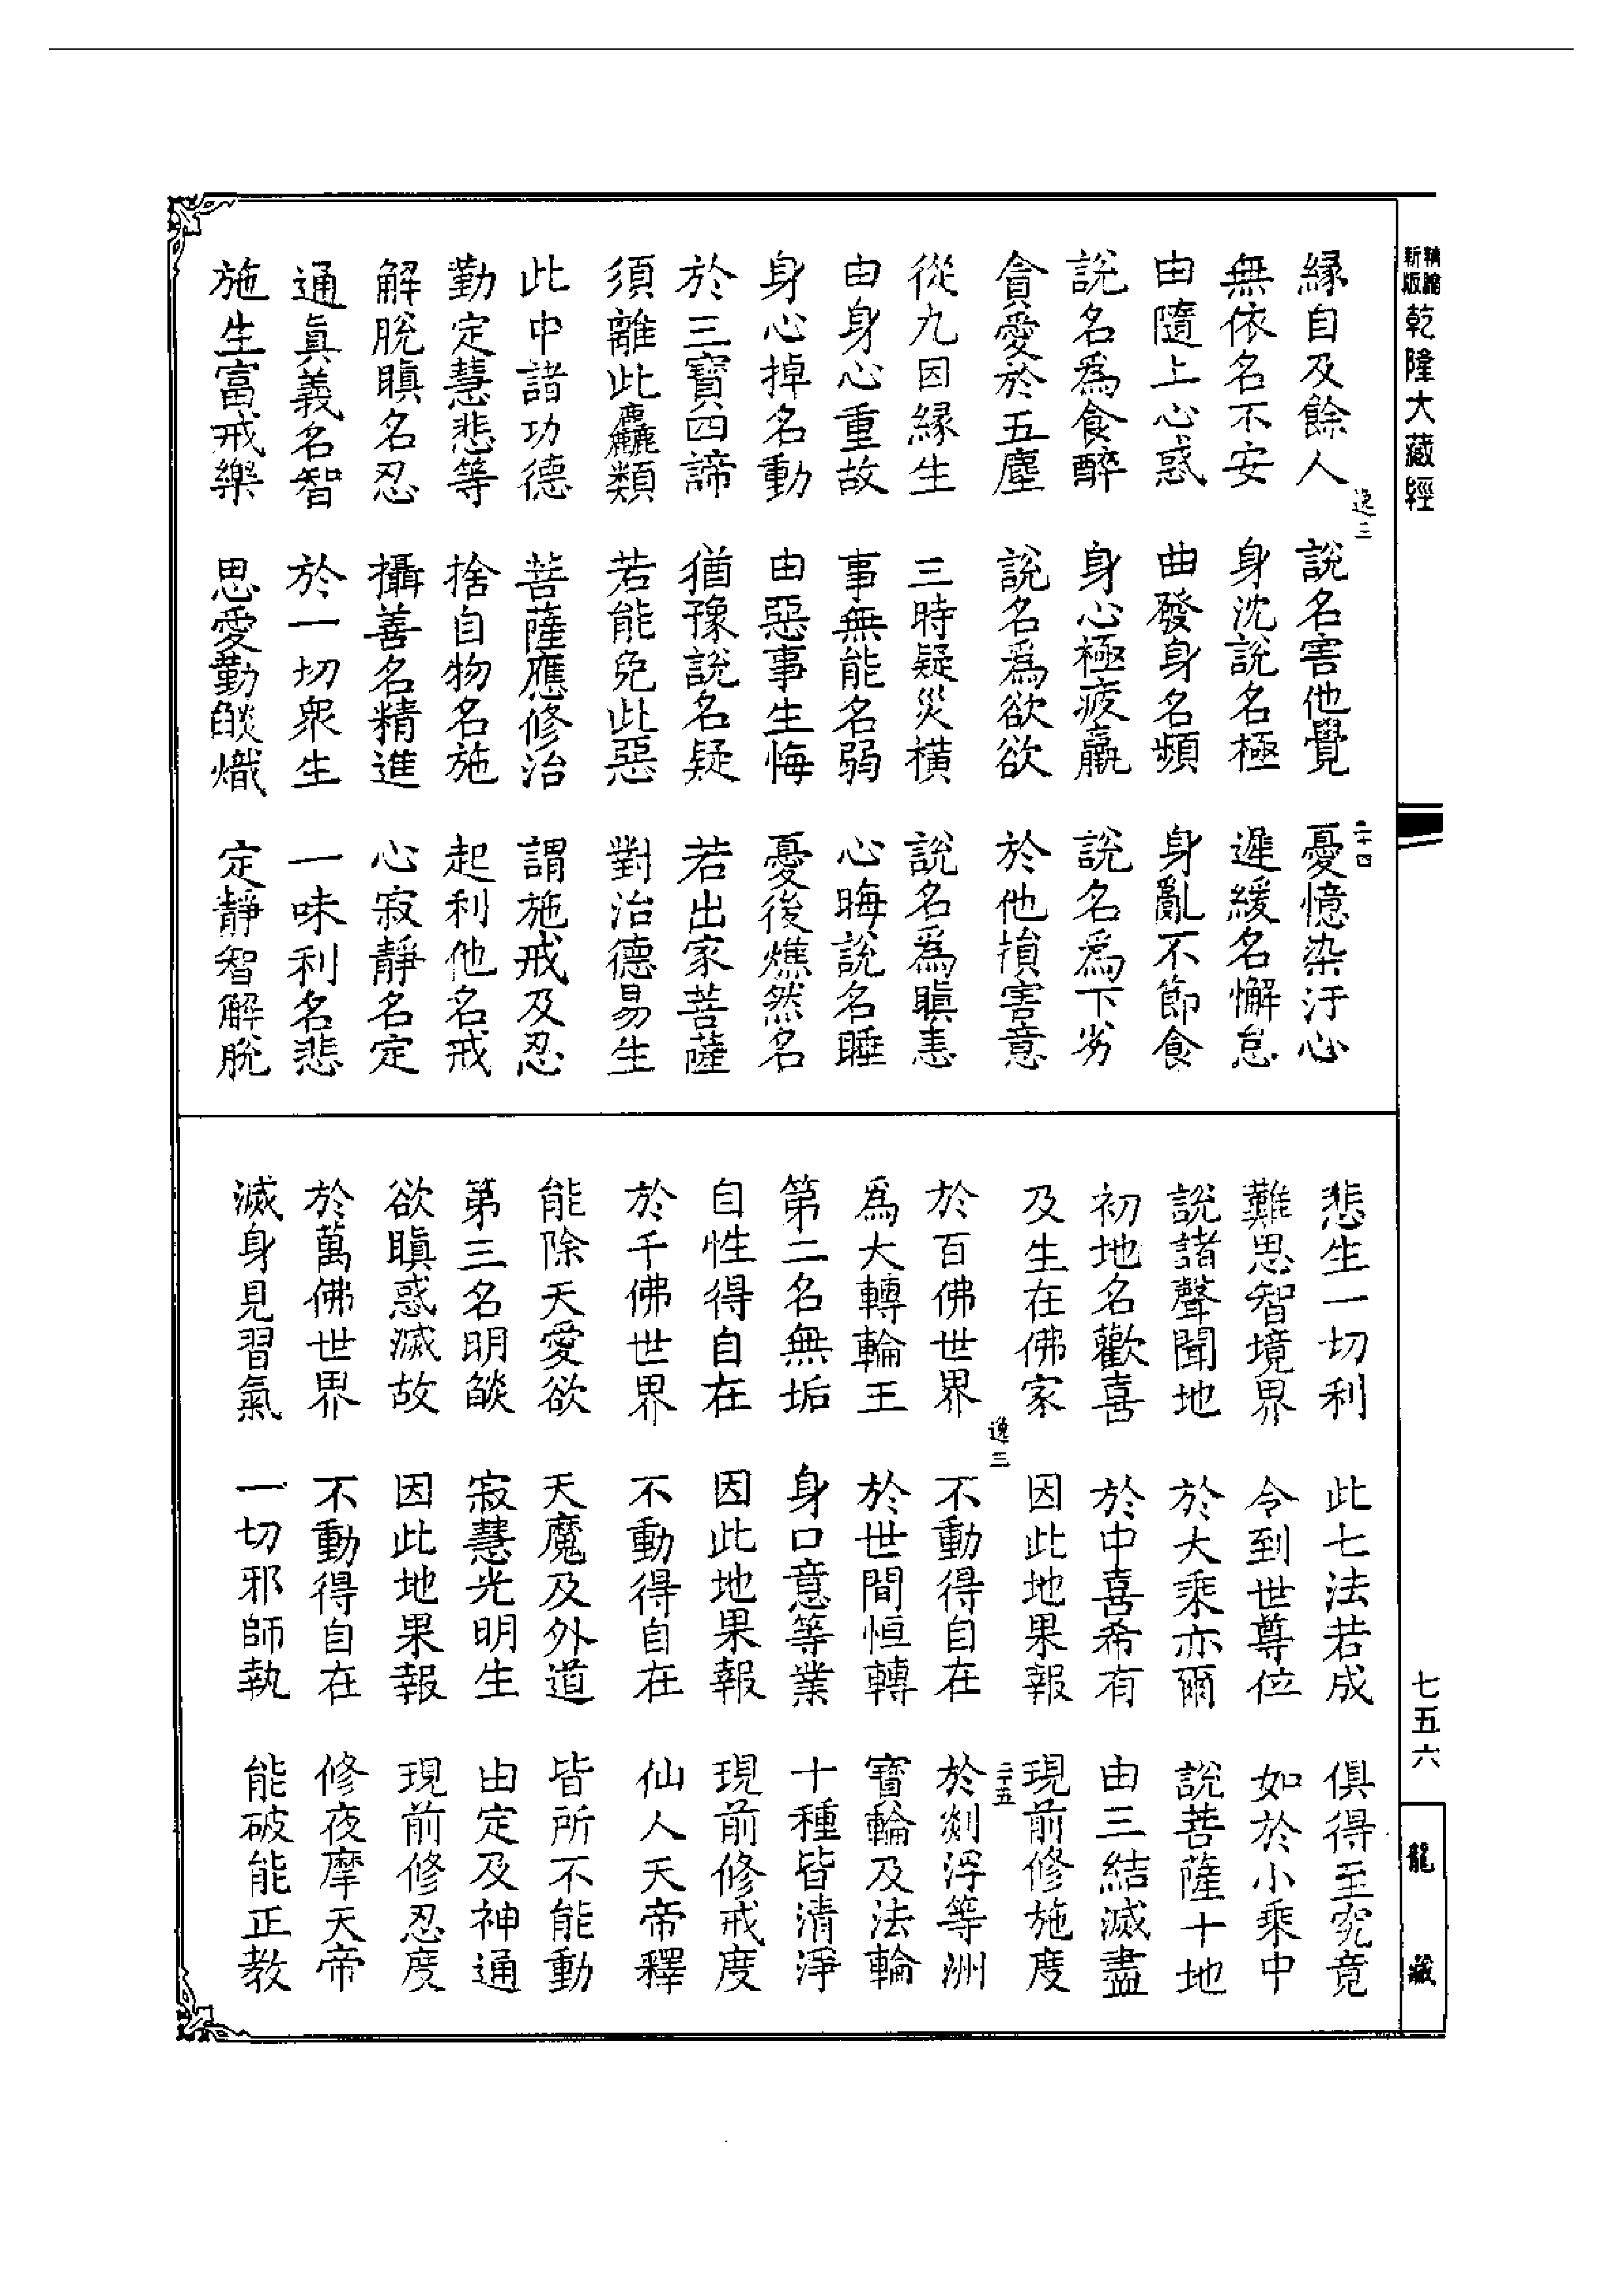 新版
精縮
乾隆大藏經
逸三
二十四
緣自及餘人　說名害他覺　憂憶染汙心
無依名不安　身沈說名極　遲緩名懈怠
由隨上心惑　曲發身名頻　身亂不節食
說名爲食醉　身心極疲羸　說名爲下劣
貪愛於五塵　說名爲欲欲　於他損害意
從九因緣生　三時疑災橫　說名爲瞋恚
由身心重故　事無能名弱　心晦說名睡
身心掉名動　由惡事生悔　憂後燋然名
於三寶四諦　猶豫說名疑　若出家菩薩
須離此麤類　若能免此惡　對治德易生
此中諸功德　菩薩應修治　謂施戒及忍
勤定慧悲等　捨自物名施　起利他名戒
解脫瞋名忍　攝善名精進　心寂靜名定
通眞義名智　於一切衆生　一味利名悲
施生富戒樂　思愛勤燄熾　定靜智解脫
悲生一切利　此七法若成　俱得至究竟
難思智境界　令到世尊位　如於小乘中
說諸聲聞地　於大乘亦爾　說菩薩十地
初地名歡喜　於中喜希有　由三結滅盡
及生在佛家　因此地果報　現前修施度
逸三
二十五
於百佛世界　不動得自在　於剡浮等洲
爲大轉輪王　於世間恒轉　寶輪及法輪
第二名無垢　身口意等業　十種皆清淨
自性得自在　因此地果報　現前修戒度
於千佛世界　不動得自在　仙人天帝釋
能除天愛欲　天魔及外道　皆所不能動
第三名明燄　寂慧光明生　由定及神通
欲瞋惑滅故　因此地果報　現前修忍度
於萬佛世界　不動得自在　修夜摩天帝
滅身見習氣　一切邪師執　能破能正教
七五六
龍藏